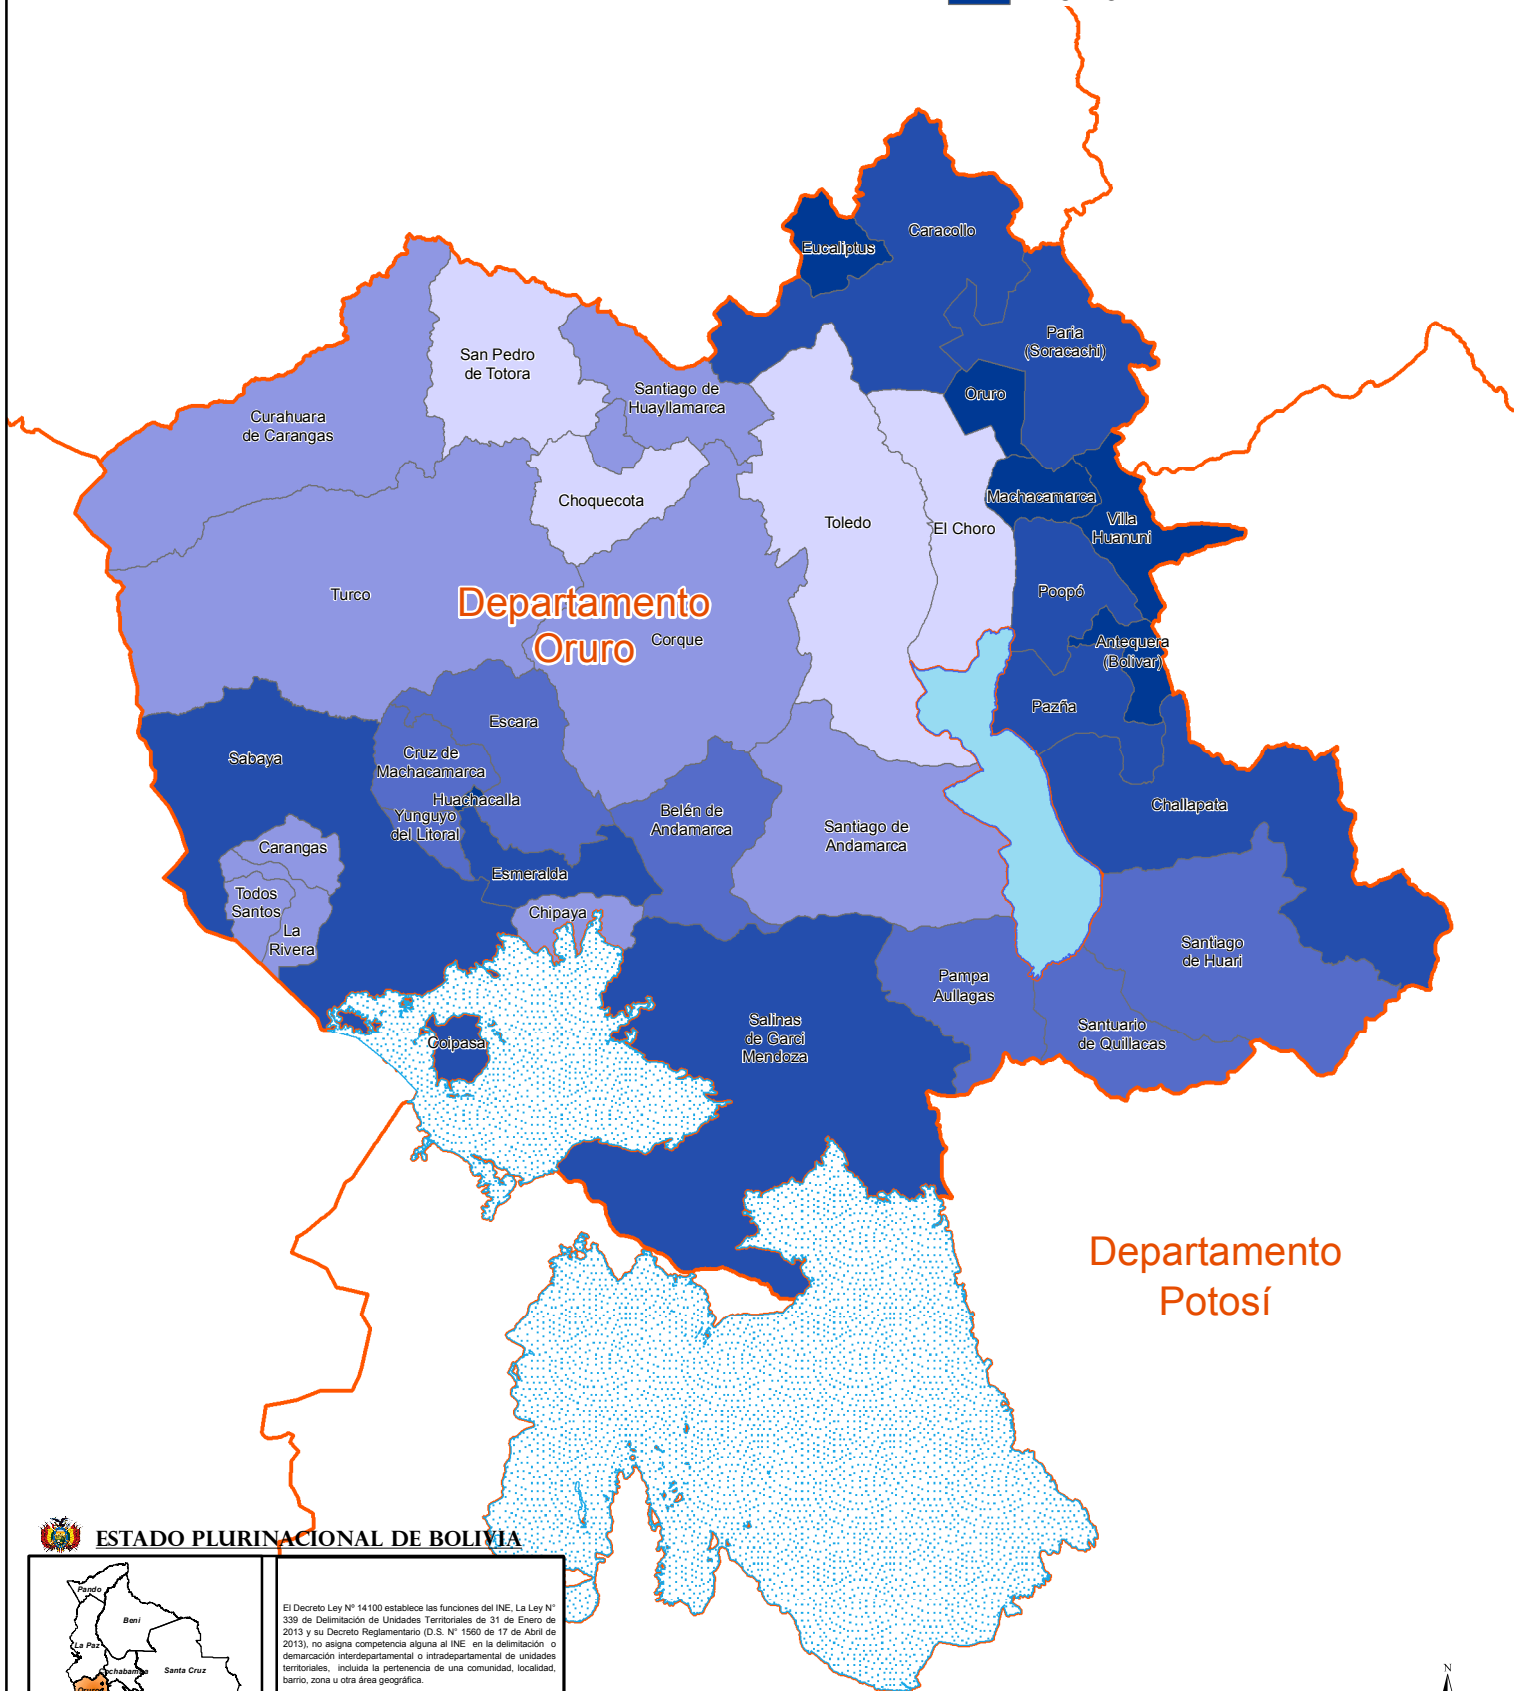 Caracollo
Eucaliptus
Paria
(Soracachi)
San Pedro
de Totora
Santiago de
Huayllamarca
Oruro
Curahuara
de Carangas
Choquecota
Machacamarca
Toledo
El Choro
Villa
Huanuni
Turco
Poopó
Departamento
Oruro
Corque
Antequera
(Bolivar)
Pazña
Escara
Sabaya
Cruz de
Machacamarca
Huachacalla
Yunguyo
del Litoral
Belén de
Andamarca
Santiago de
Andamarca
Challapata
Carangas
Esmeralda
Todos
Santos
La
Rivera
Chipaya
Santiago
de Huari
Pampa
Aullagas
Salinas
de Garci
Mendoza
Santuario
de Quillacas
Coipasa
Departamento
Potosí
ESTADO PLURINACIONAL DE BOLIVIA
Pando
Beni
La Paz
Cochabamba
Santa Cruz
Oruro
El Decreto Ley Nº 14100 establece las funciones del INE, La Ley N°
339 de Delimitación de Unidades Territoriales de 31 de Enero de
2013 y su Decreto Reglamentario (D.S. N° 1560 de 17 de Abril de
2013), no asigna competencia alguna al INE en la delimitación o
demarcación interdepartamental o intradepartamental de unidades
territoriales, incluida la pertenencia de una comunidad, localidad,
barrio, zona u otra área geográfica.
N